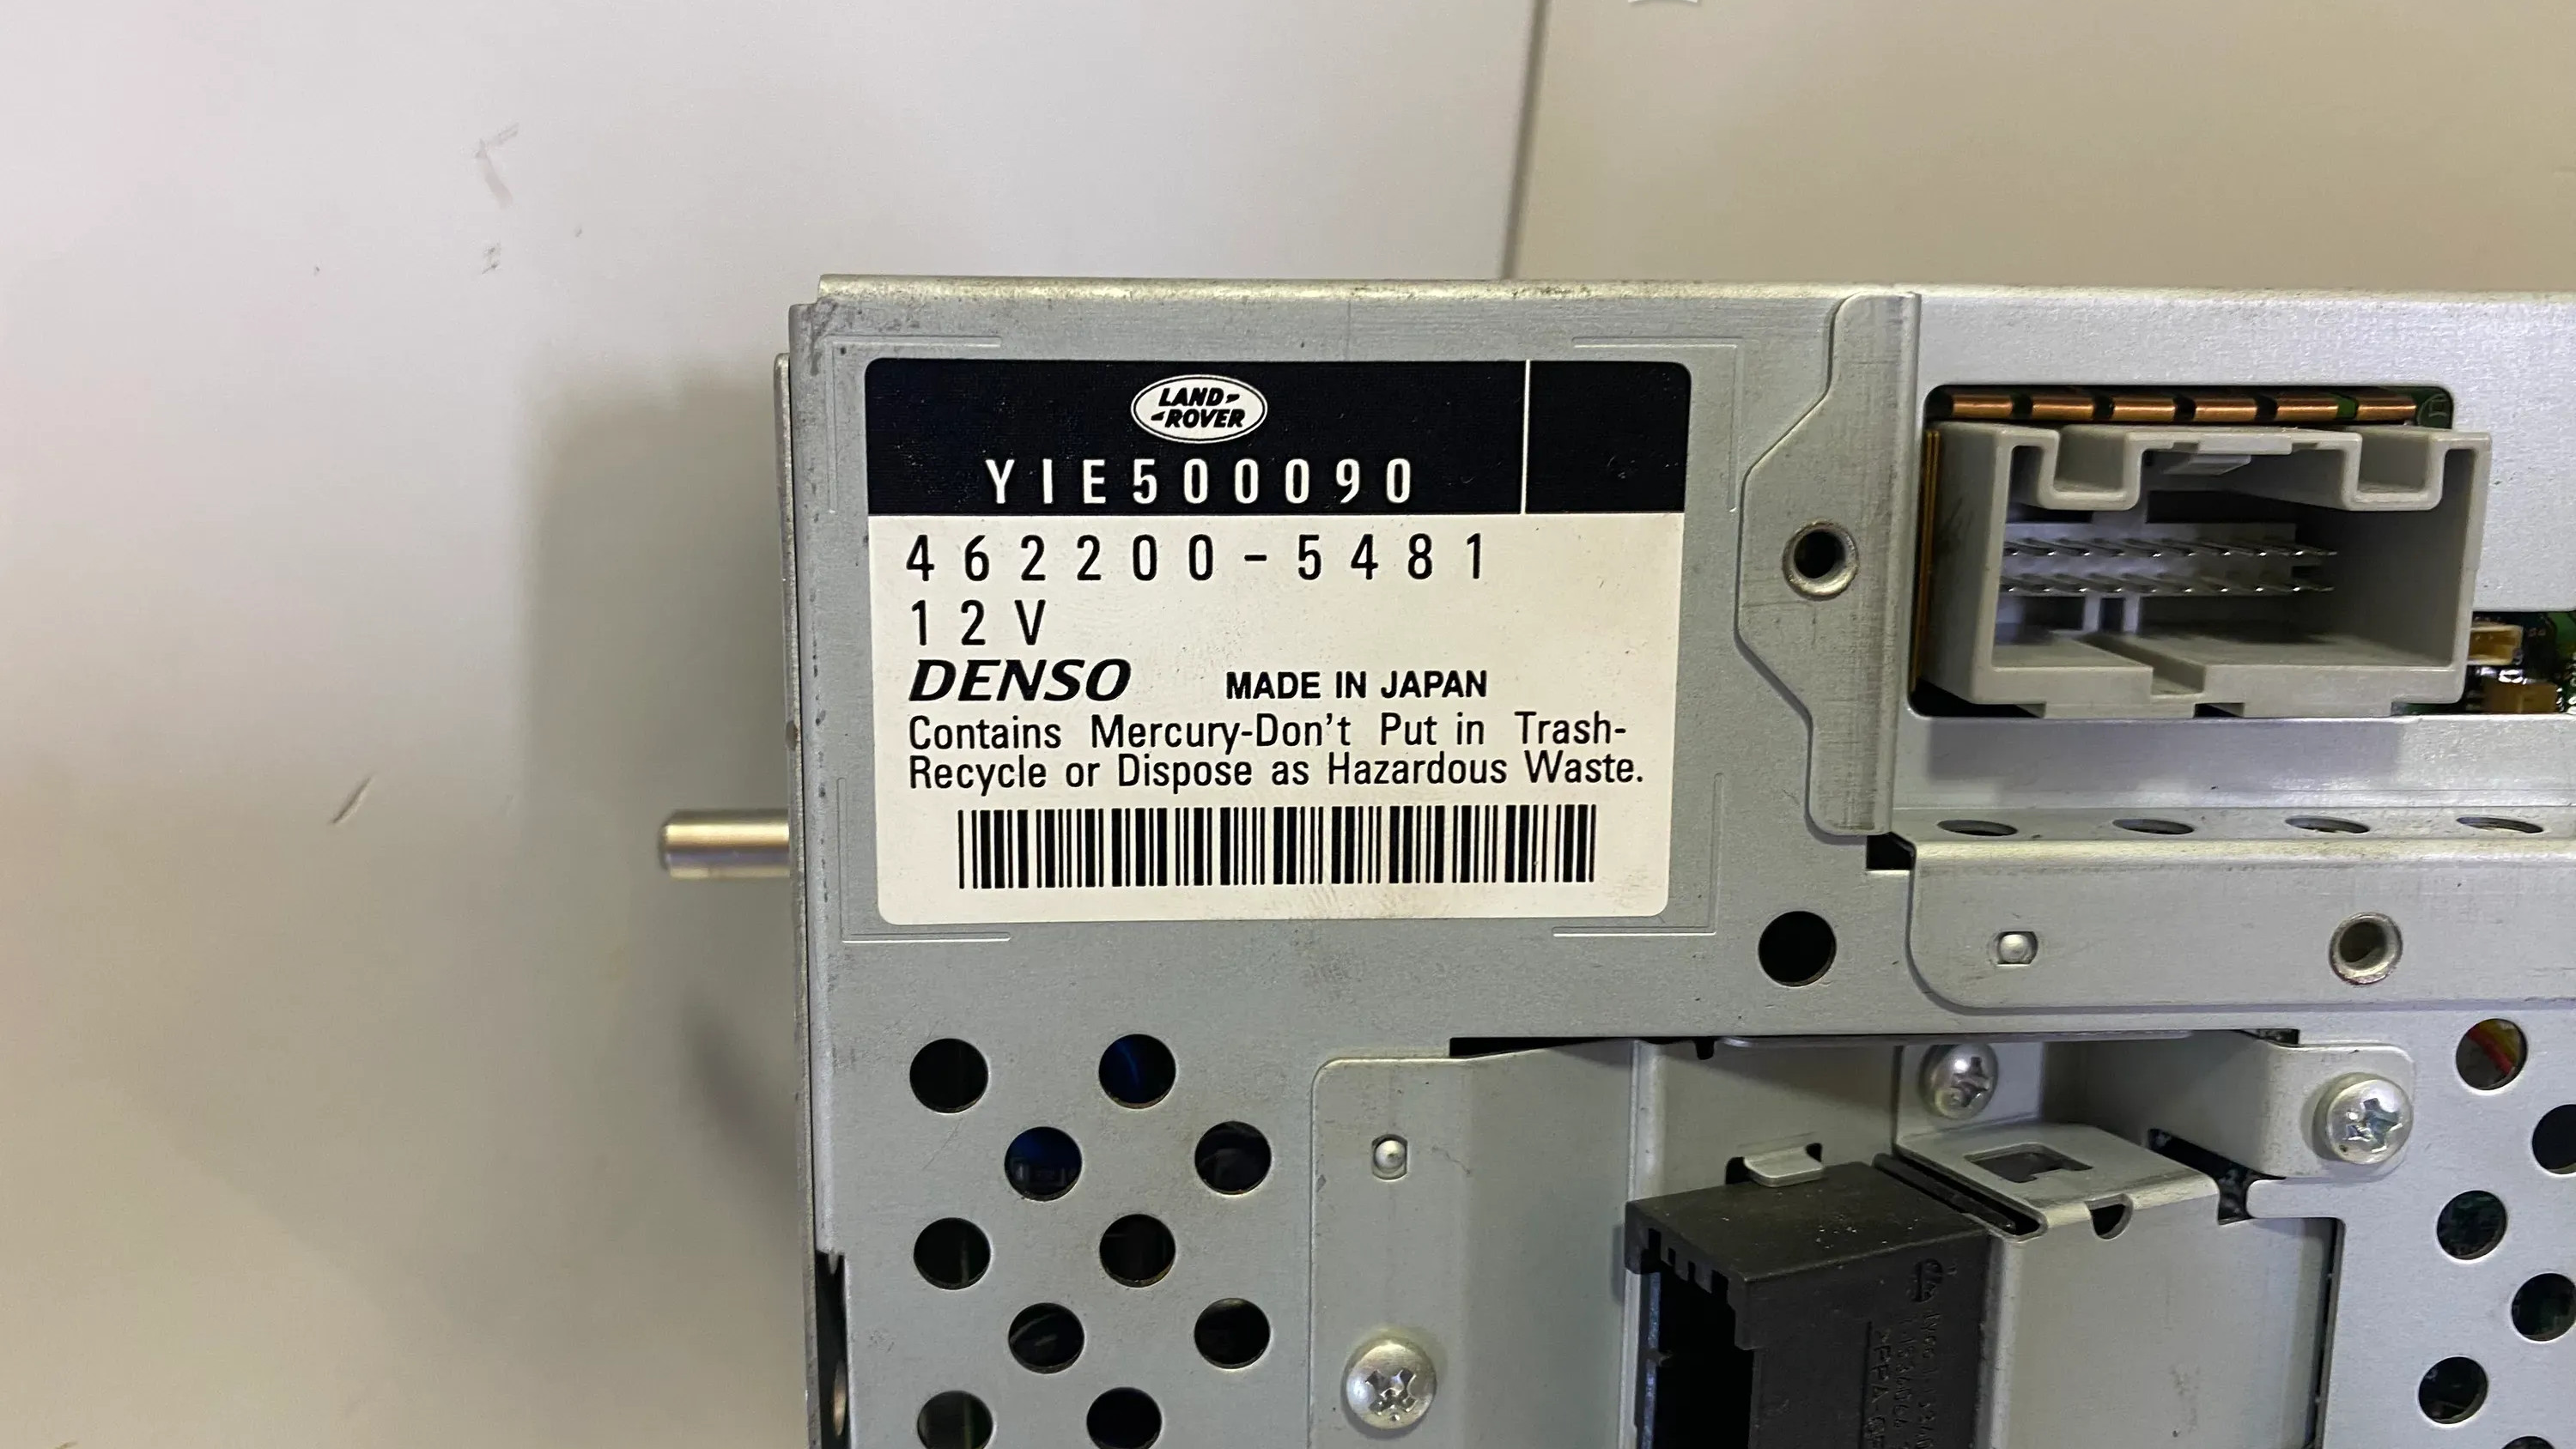 LAND-
-ROVER
YIE500090
462200-5481
12V
DENSO MADE IN JAPAN
Contains Mercury-Don't Put in Trash-
Recycle or Dispose as Hazardous Waste.